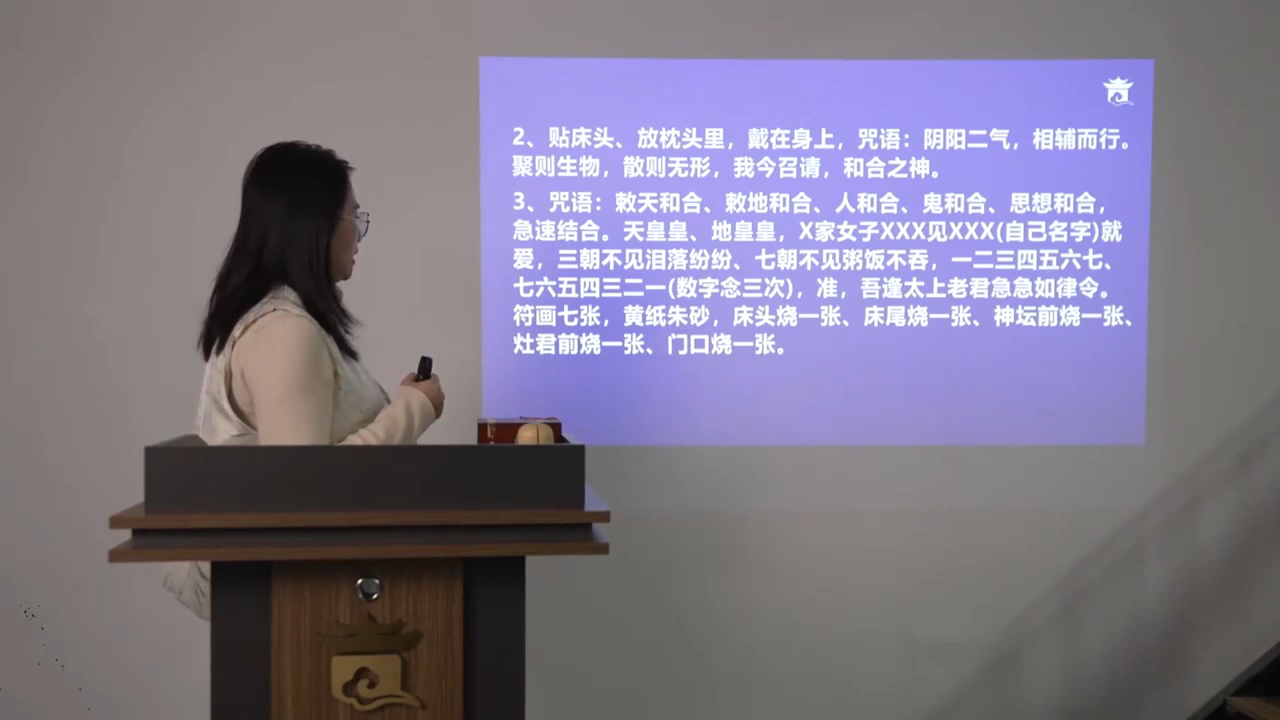 2、贴床头、放枕头里，戴在身上，咒语：阴阳二气，相辅而行。
聚则生物，散则无形，我今召请，和合之神。
3、咒语：敕天和合、敕地和合、人和合、鬼和合、思想和合，
急速结合。天皇皇、地皇皇，X家女子XXX见XXX(自己名字)就
爱，三朝不见泪落纷纷、七朝不见粥饭不吞，一二三四五六七、
七六五四三二一(数字念三次)，准，吾逢太上老君急急如律令。
符画七张，黄纸朱砂，床头烧一张、床尾烧一张、神坛前烧一张、
灶君前烧一张、门口烧一张。